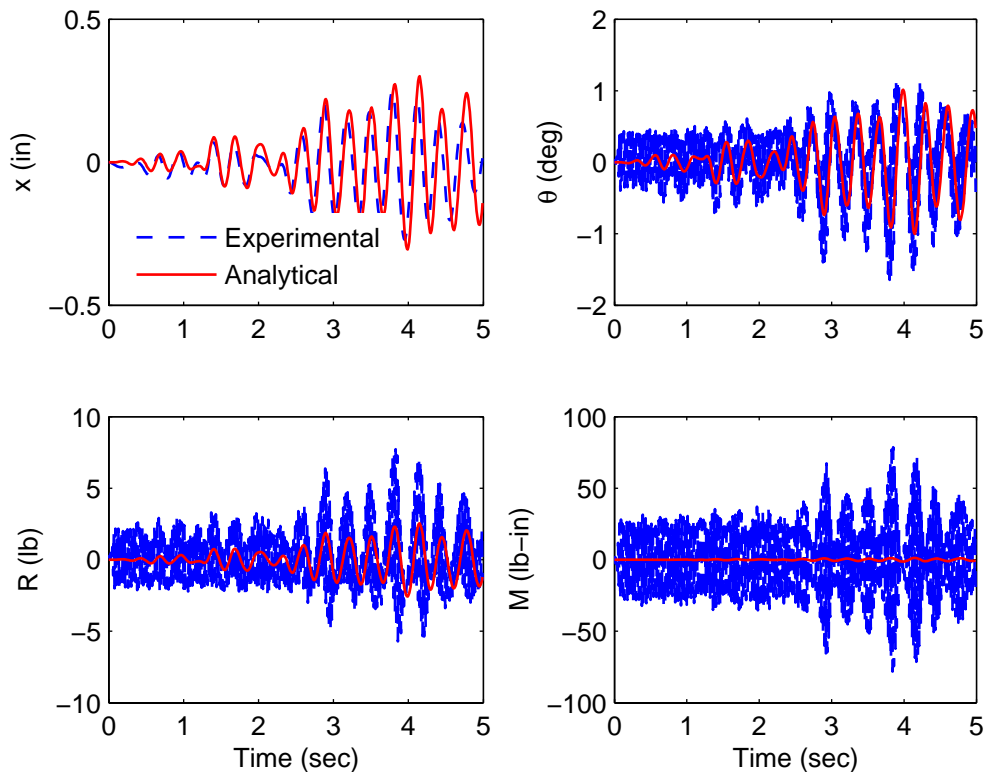 0.5
0
−0.5
x (in)
Experimental
Analytical
0 1 2 3 4 5
2
1
0
−1
−2
θ (deg)
0 1 2 3 4 5
10
5
0
−5
−10
R (lb)
0 1 2 3 4 5
Time (sec)
100
50
0
−50
−100
M (lb−in)
0 1 2 3 4 5
Time (sec)